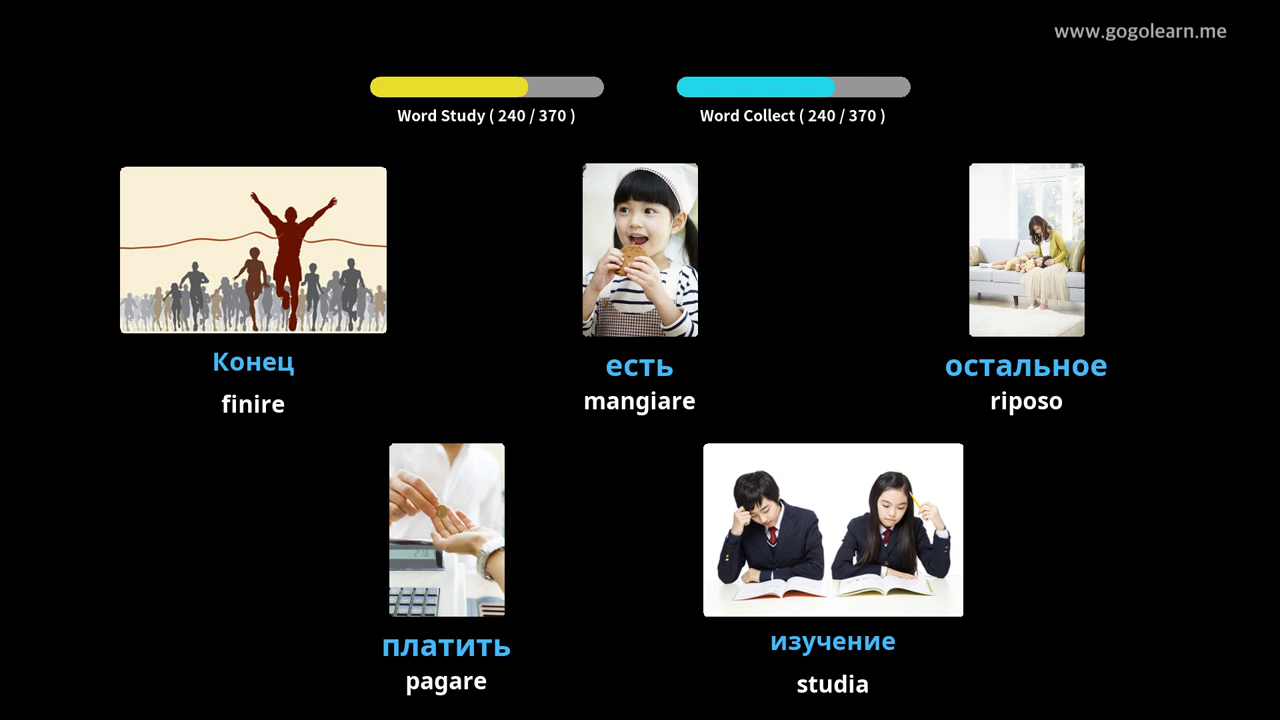 www.gogolearn.me
Word Study ( 240 / 370 )
Word Collect ( 240 / 370 )
Конец
finire
есть
mangiare
остальное
riposo
платить
pagare
изучение
studia